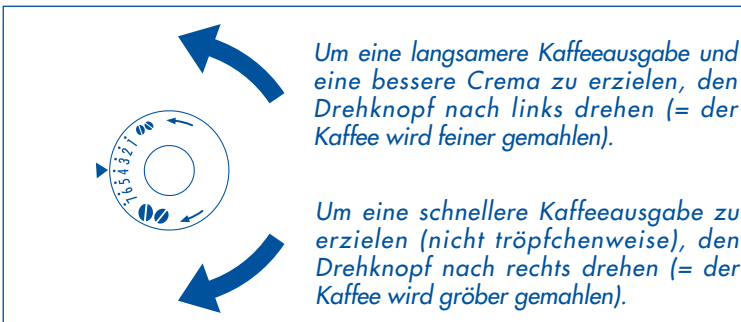 Um eine langsamere Kaffeeausgabe und
eine bessere Crema zu erzielen, den
Drehknopf nach links drehen (= der
Kaffee wird feiner gemahlen).
7654321
Um eine schnellere Kaffeeausgabe zu
erzielen (nicht tröpfchenweise), den
Drehknopf nach rechts drehen (= der
Kaffee wird gröber gemahlen).